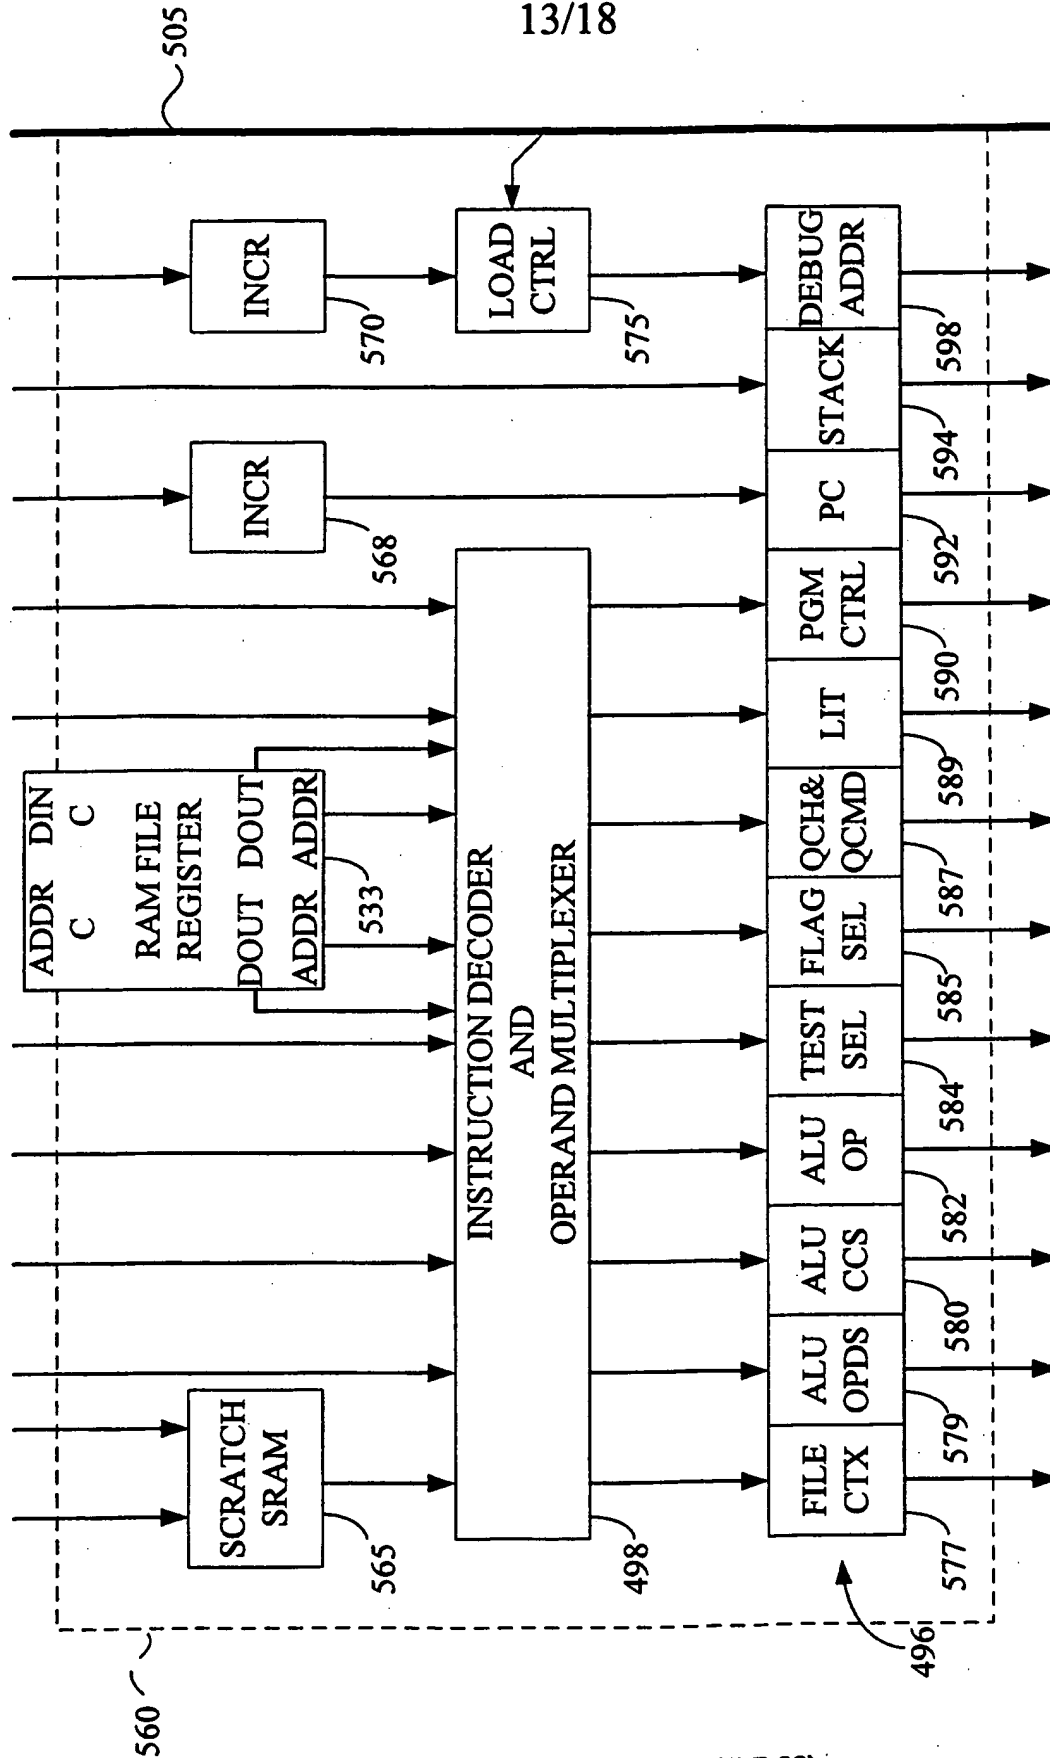 13/18
505
INCR
570
LOAD
CTRL
575
INCR
568
ADDR DIN
C C
RAM FILE
REGISTER
DOUT DOUT
ADDR ADDR
533
SCRATCH
SRAM
565
INSTRUCTION DECODER
AND
OPERAND MULTIPLEXER
498
FILE
CTX
577
ALU
OPDS
579
ALU
CCS
580
ALU
OP
582
TEST
SEL
584
FLAG
SEL
585
QCH&
QCMD
587
LIT
589
PGM
CTRL
590
PC
592
STACK
594
DEBUG
ADDR
598
496
560